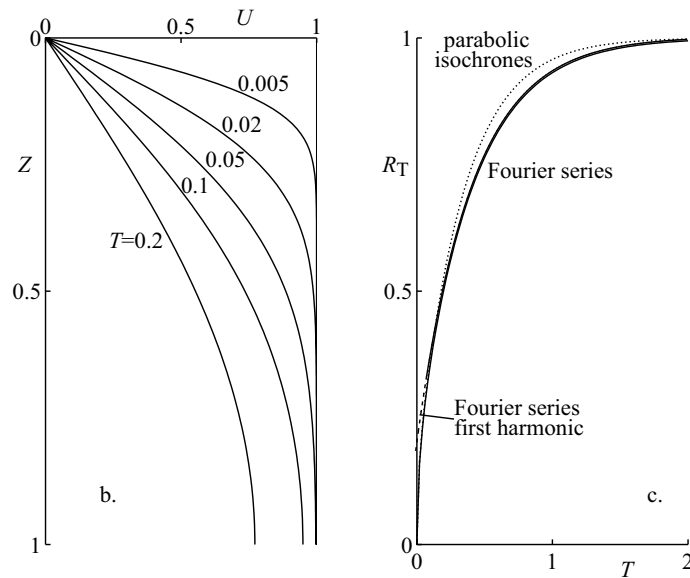 0
0.5
U
1
0
0.005
0.02
0.05
0.1
T=0.2
Z
0.5
b.
1
1
parabolic
isochrones
RT
Fourier series
0.5
Fourier series
first harmonic
c.
0
0
1
T
2